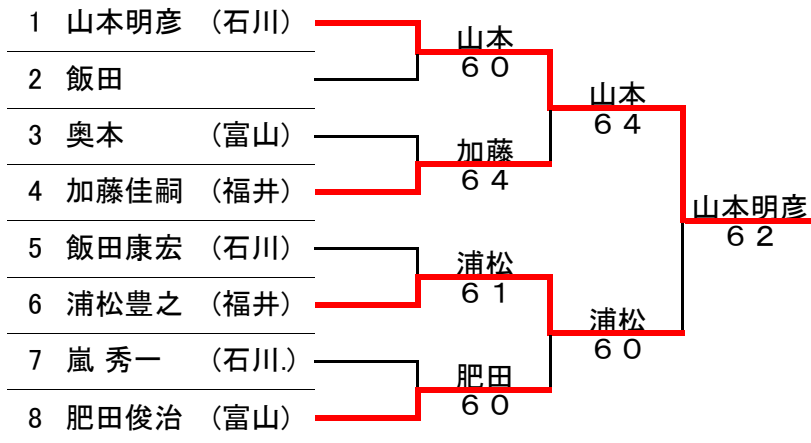 1 山本明彦 （石川）
2 飯田
3 奥本 （富山）
4 加藤佳嗣 （福井）
5 飯田康宏 （石川）
6 浦松豊之 （福井）
7 嵐 秀一 （石川.）
8 肥田俊治 （富山）
山本
６０
加藤
６４
浦松
６１
肥田
６０
山本
６４
浦松
６０
山本明彦
６２